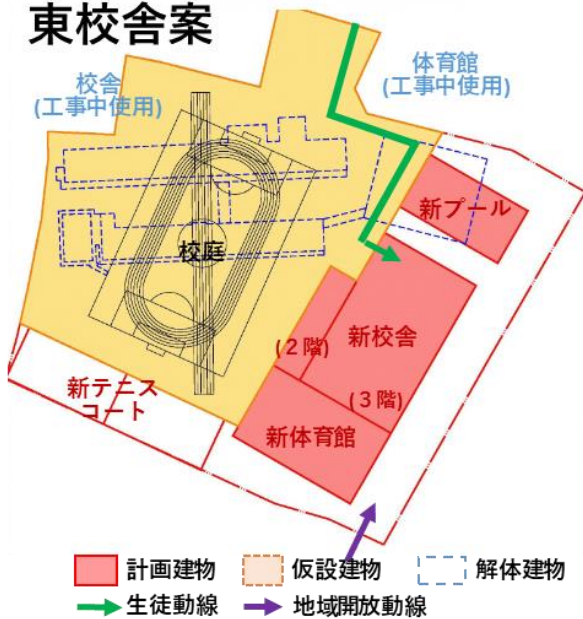 東校舎案
校舎
(工事中使用)
体育館
(工事中使用)
新プール
校庭
新校舎
(２階)
(３階)
新テニス
コート
新体育館
計画建物
仮設建物
解体建物
生徒動線
地域開放動線